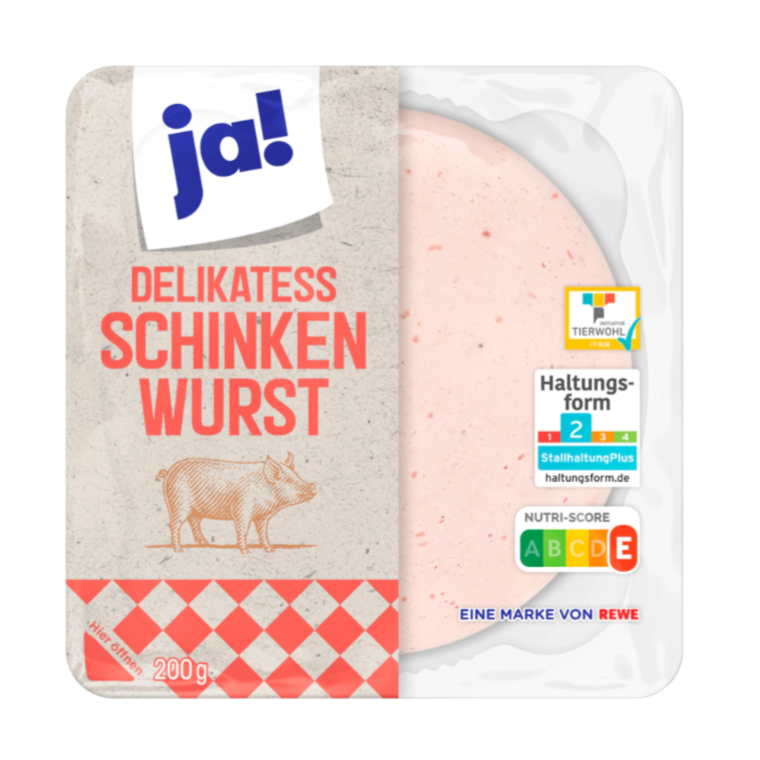 ja!
DELIKATESS
SCHINKEN
WURST
Hier öffnen
200 g
INITIATIVE
TIERWOHL
Haltungs-
form
1 2 3 4
StallhaltungPlus
haltungsform.de
NUTRI-SCORE
A B C D E
EINE MARKE VON REWE